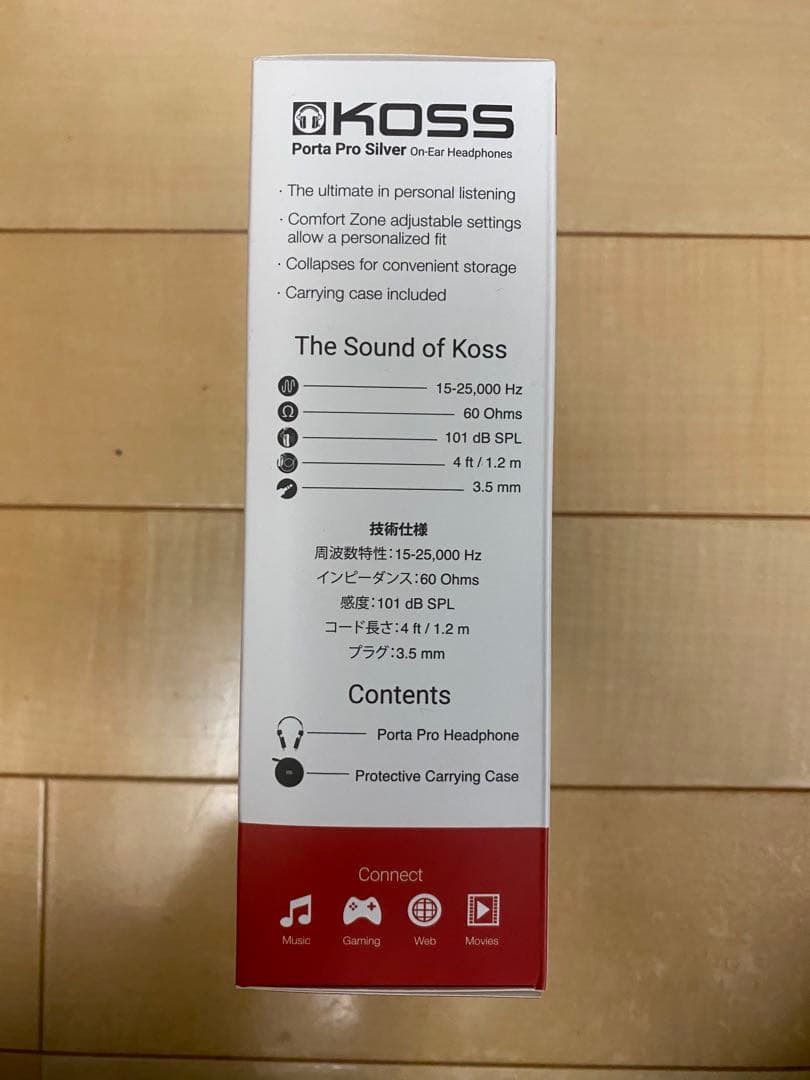 KOSS
Porta Pro Silver On-Ear Headphones
· The ultimate in personal listening
· Comfort Zone adjustable settings
allow a personalized fit
· Collapses for convenient storage
· Carrying case included
The Sound of Koss
15-25,000 Hz
60 Ohms
101 dB SPL
4 ft / 1.2 m
3.5 mm
技術仕様
周波数特性：15-25,000 Hz
インピーダンス：60 Ohms
感度：101 dB SPL
コード長さ：4 ft / 1.2 m
プラグ：3.5 mm
Contents
Porta Pro Headphone
Protective Carrying Case
Connect
Music Gaming Web Movies